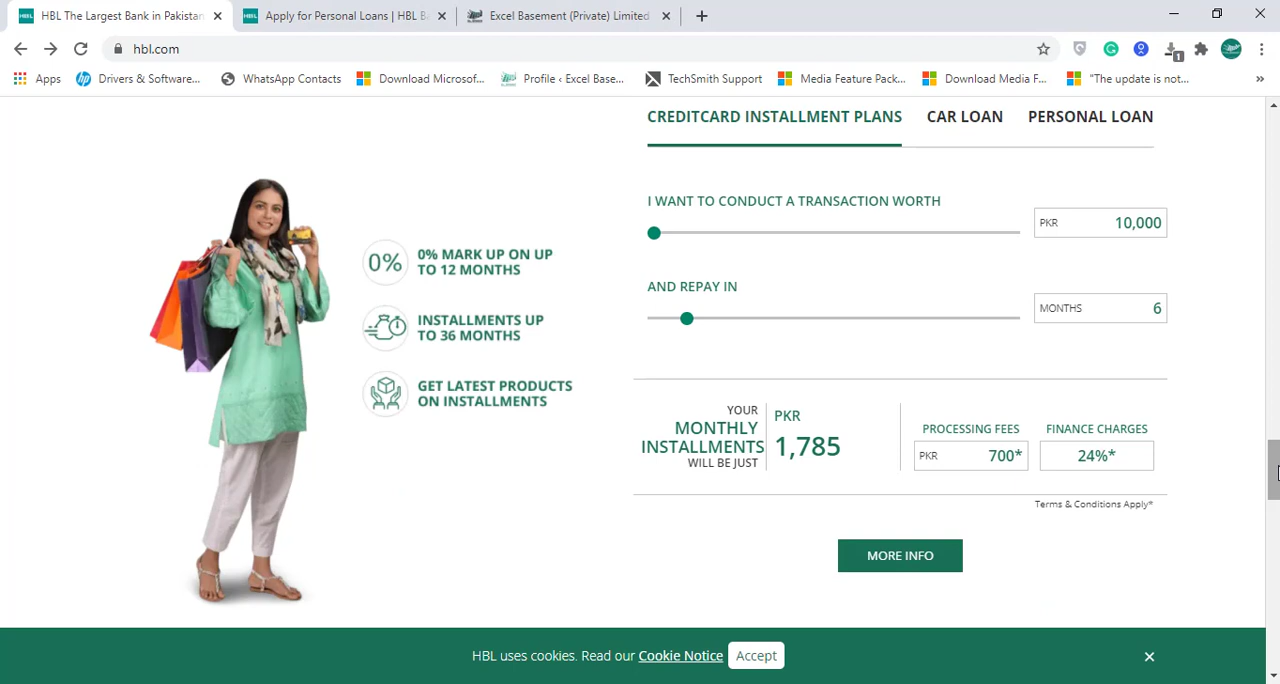 HBL The Largest Bank in Pakistan
Apply for Personal Loans | HBL B
Excel Basement (Private) Limited
hbl.com
1
Apps
Drivers & Software...
WhatsApp Contacts
Download Microsof...
Profile ‹ Excel Base...
TechSmith Support
Media Feature Pack...
Download Media F...
"The update is not...
»
CREDITCARD INSTALLMENT PLANS
CAR LOAN
PERSONAL LOAN
0%
0% MARK UP ON UP
TO 12 MONTHS
INSTALLMENTS UP
TO 36 MONTHS
GET LATEST PRODUCTS
ON INSTALLMENTS
I WANT TO CONDUCT A TRANSACTION WORTH
PKR 10,000
AND REPAY IN
MONTHS 6
YOUR
MONTHLY
INSTALLMENTS
WILL BE JUST
PKR
1,785
PROCESSING FEES
PKR 700*
FINANCE CHARGES
24%*
Terms & Conditions Apply*
MORE INFO
HBL uses cookies. Read our Cookie Notice Accept